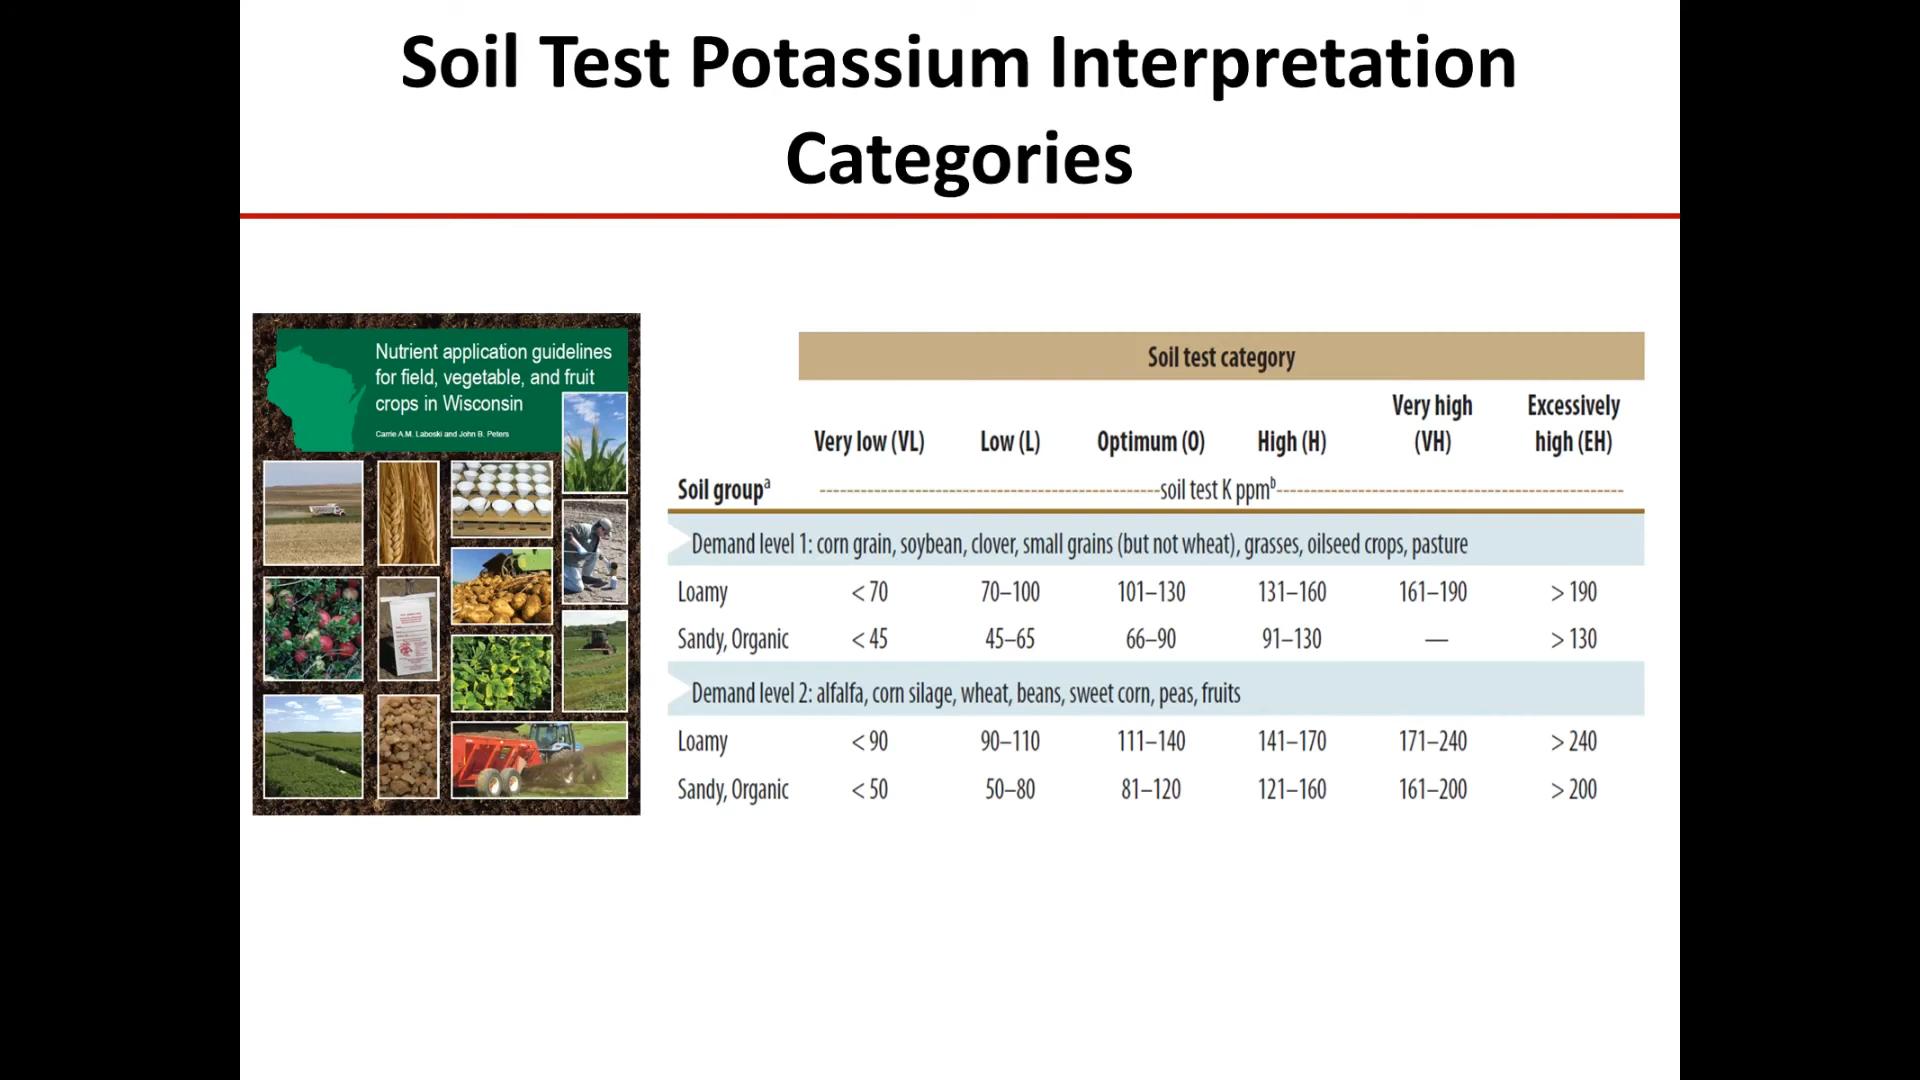 Soil Test Potassium Interpretation
Categories
Nutrient application guidelines
for field, vegetable, and fruit
crops in Wisconsin
Carrie A.M. Laboski and John B. Peters
Soil test category
Very low (VL) Low (L) Optimum (O) High (H) Very high (VH) Excessively high (EH)
Soil groupᵃ soil test K ppmᵇ
Demand level 1: corn grain, soybean, clover, small grains (but not wheat), grasses, oilseed crops, pasture
Loamy < 70 70–100 101–130 131–160 161–190 > 190
Sandy, Organic < 45 45–65 66–90 91–130 — > 130
Demand level 2: alfalfa, corn silage, wheat, beans, sweet corn, peas, fruits
Loamy < 90 90–110 111–140 141–170 171–240 > 240
Sandy, Organic < 50 50–80 81–120 121–160 161–200 > 200